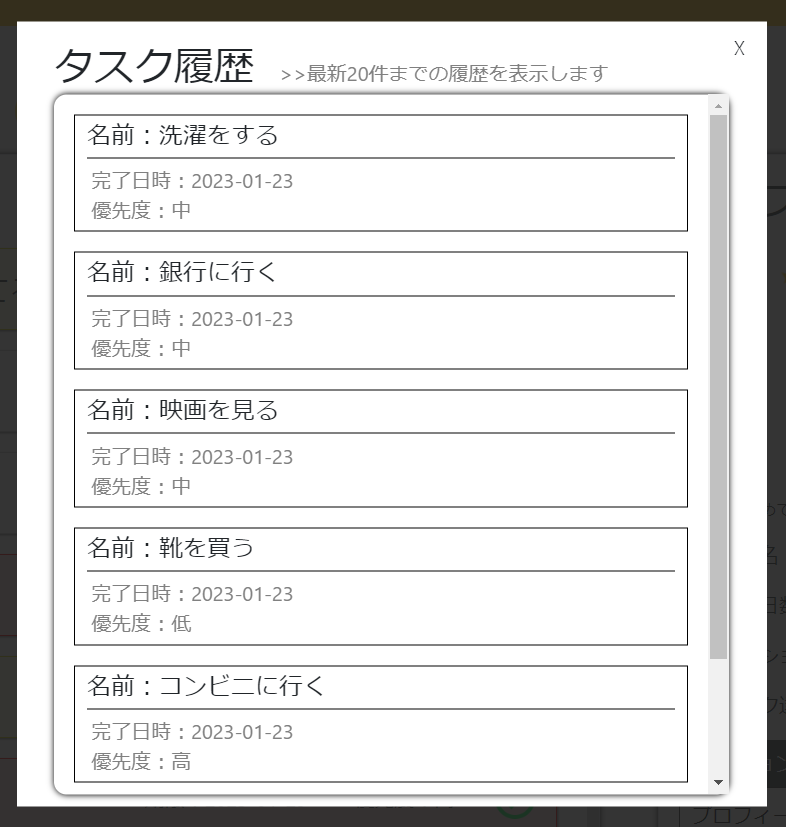 タスク履歴 >>最新20件までの履歴を表示します
X
名前：洗濯をする
完了日時：2023-01-23
優先度：中
名前：銀行に行く
完了日時：2023-01-23
優先度：中
名前：映画を見る
完了日時：2023-01-23
優先度：中
名前：靴を買う
完了日時：2023-01-23
優先度：低
名前：コンビニに行く
完了日時：2023-01-23
優先度：高